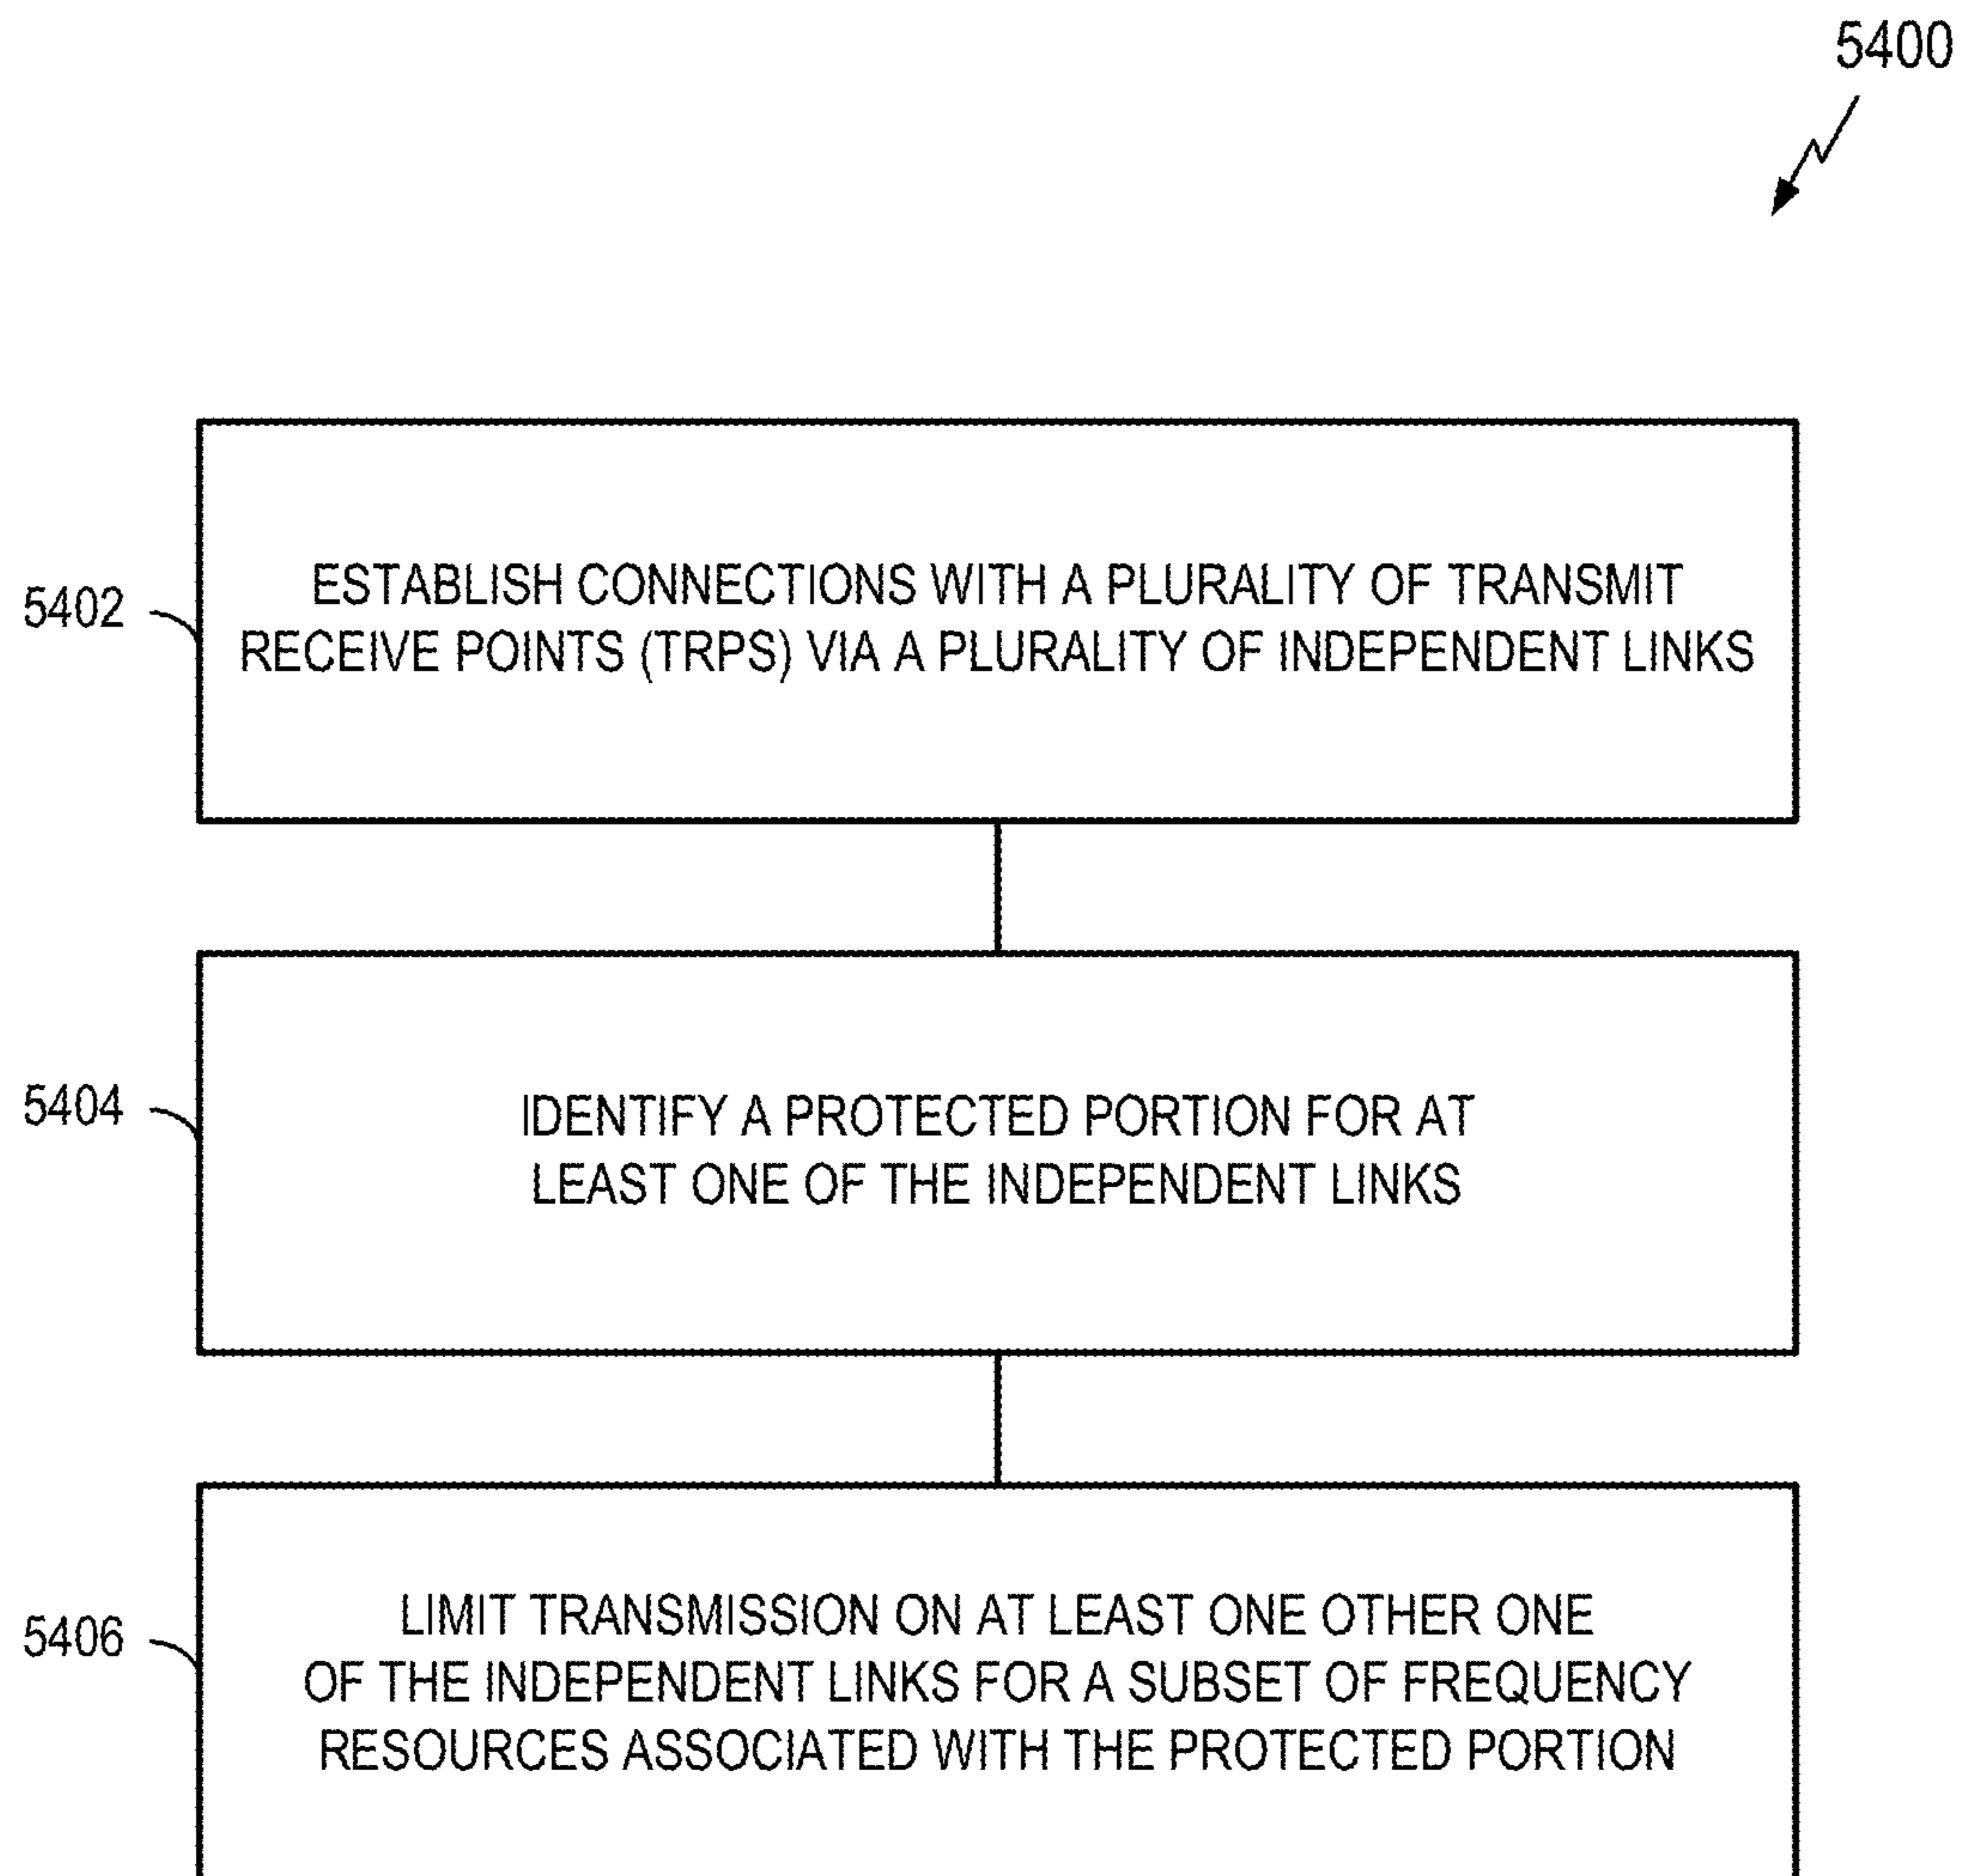 5400
5402
ESTABLISH CONNECTIONS WITH A PLURALITY OF TRANSMIT
RECEIVE POINTS (TRPS) VIA A PLURALITY OF INDEPENDENT LINKS
5404
IDENTIFY A PROTECTED PORTION FOR AT
LEAST ONE OF THE INDEPENDENT LINKS
5406
LIMIT TRANSMISSION ON AT LEAST ONE OTHER ONE
OF THE INDEPENDENT LINKS FOR A SUBSET OF FREQUENCY
RESOURCES ASSOCIATED WITH THE PROTECTED PORTION